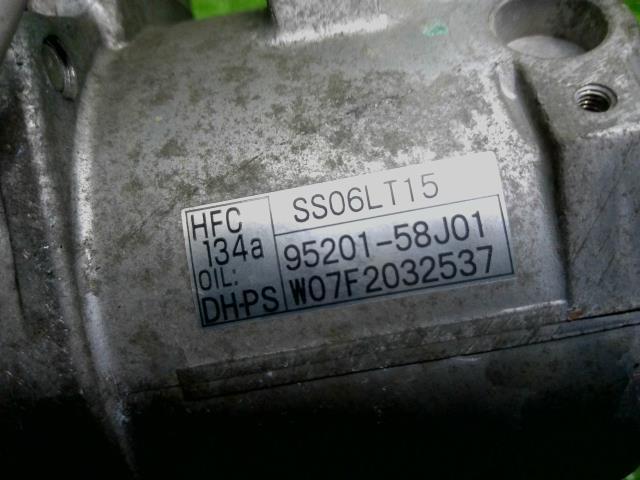 HFC
134a
OIL:
DH-PS
SS06LT15
95201-58J01
W07F2032537